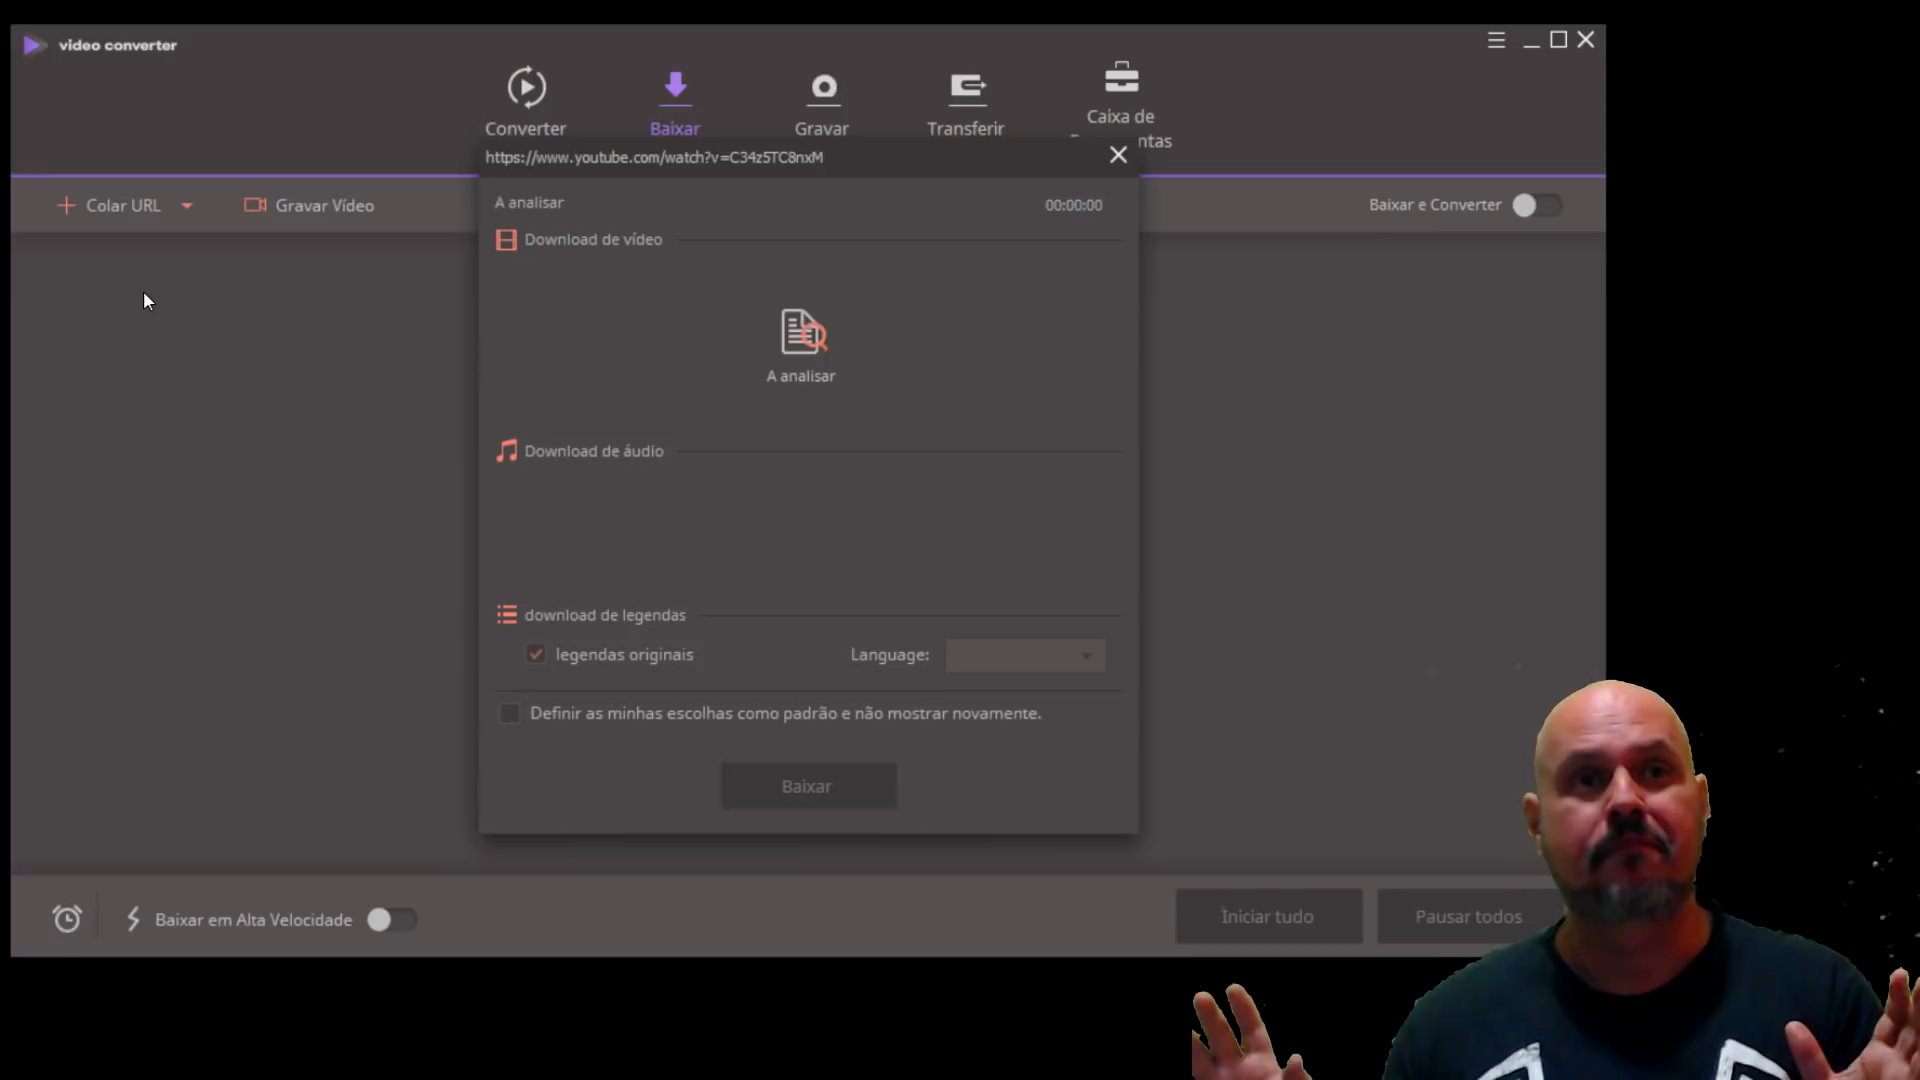 video converter
Converter
Baixar
Gravar
Transferir
Caixa de
ntas
https://www.youtube.com/watch?v=C34z5TC8nxM
Colar URL
Gravar Vídeo
A analisar
00:00:00
Baixar e Converter
Download de vídeo
A analisar
Download de áudio
download de legendas
legendas originais
Language:
Definir as minhas escolhas como padrão e não mostrar novamente.
Baixar
Baixar em Alta Velocidade
Iniciar tudo
Pausar todos